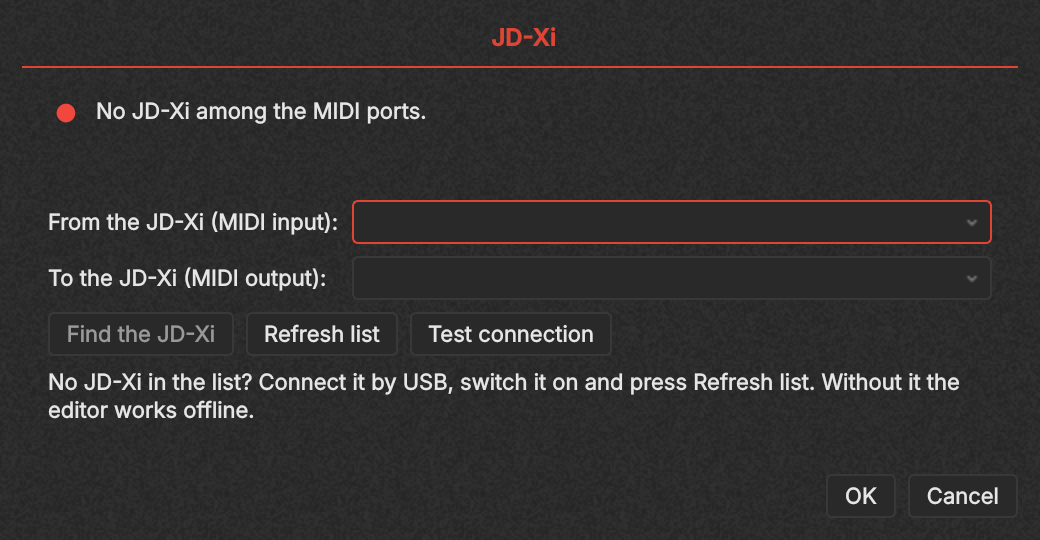 JD-Xi
No JD-Xi among the MIDI ports.
From the JD-Xi (MIDI input):
To the JD-Xi (MIDI output):
Find the JD-Xi Refresh list Test connection
No JD-Xi in the list? Connect it by USB, switch it on and press Refresh list. Without it the
editor works offline.
OK Cancel